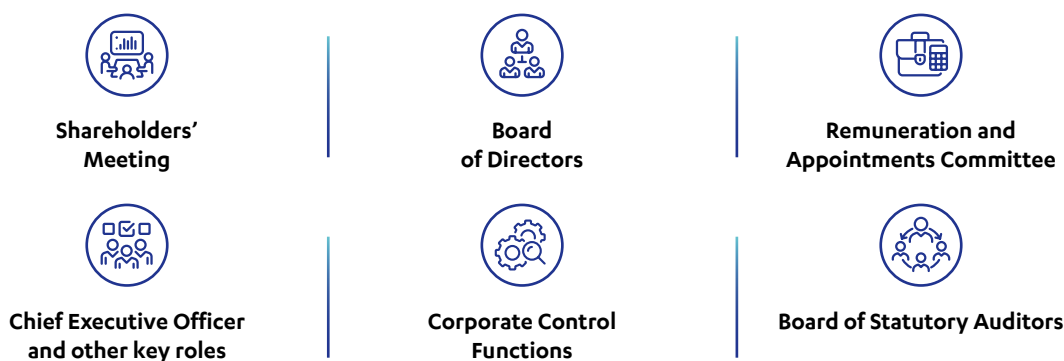 Shareholders’
Meeting
Board
of Directors
Remuneration and
Appointments Committee
Chief Executive Officer
and other key roles
Corporate Control
Functions
Board of Statutory Auditors